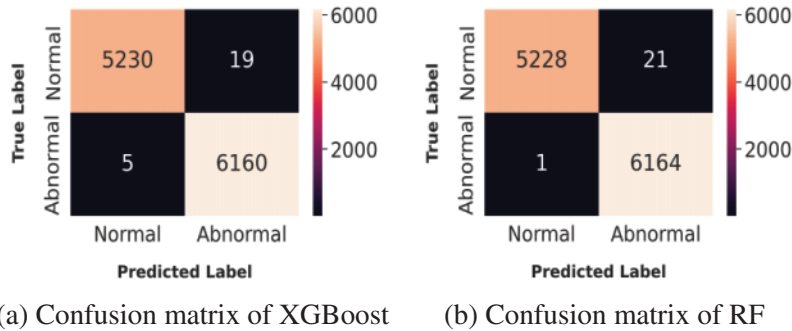 Normal
Abnormal
True Label
5230 19
5 6160
6000
4000
2000
Normal Abnormal
Predicted Label
(a) Confusion matrix of XGBoost
Normal
Abnormal
True Label
5228 21
1 6164
6000
4000
2000
Normal Abnormal
Predicted Label
(b) Confusion matrix of RF